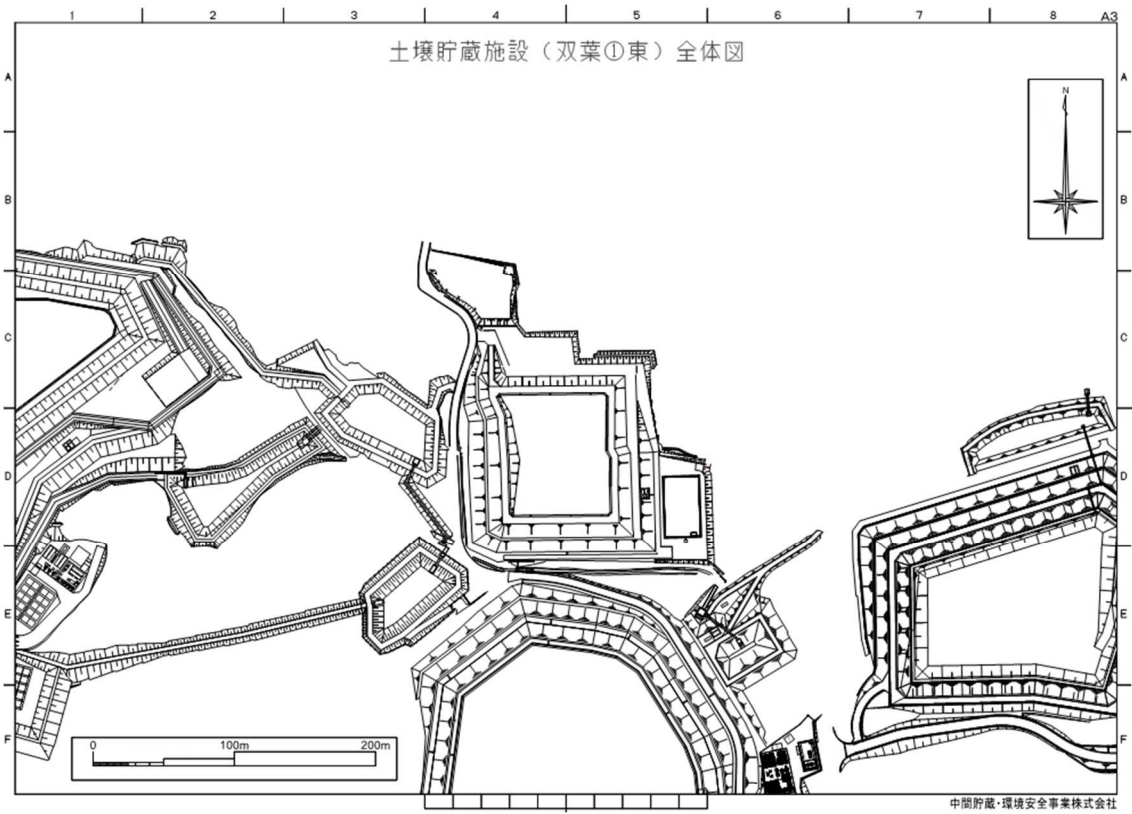 1 2 3 4 5 6 7 8 A3
土壌貯蔵施設（双葉①東）全体図
A A
N
B B
C C
D D
E E
F F
0 100m 200m
中間貯蔵・環境安全事業株式会社